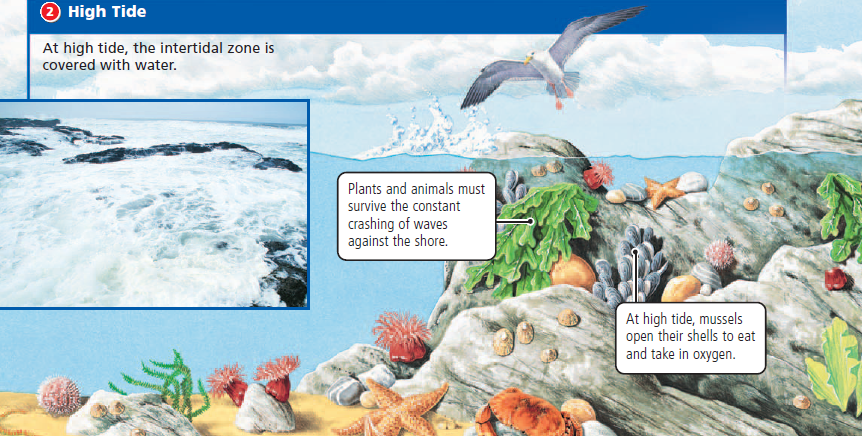 2 High Tide
At high tide, the intertidal zone is
covered with water.
Plants and animals must
survive the constant
crashing of waves
against the shore.
At high tide, mussels
open their shells to eat
and take in oxygen.